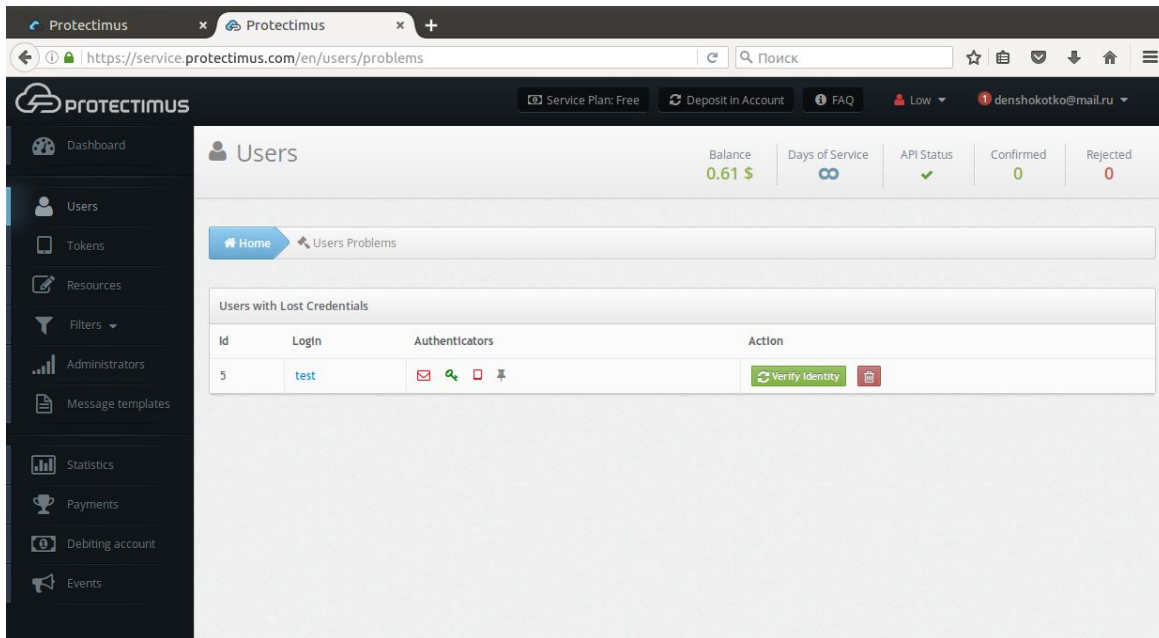 Protectimus
Protectimus
https://service.protectimus.com/en/users/problems
Поиск
PROTECTIMUS
Service Plan: Free
Deposit in Account
FAQ
Low
1 denshokotko@mail.ru
Dashboard
Users
Tokens
Resources
Filters
Administrators
Message templates
Statistics
Payments
Debiting account
Events
Users
Balance
0.61 $
Days of Service
∞
API Status
Confirmed
0
Rejected
0
Home
Users Problems
Users with Lost Credentials
Id Login Authenticators Action
5 test Verify Identity